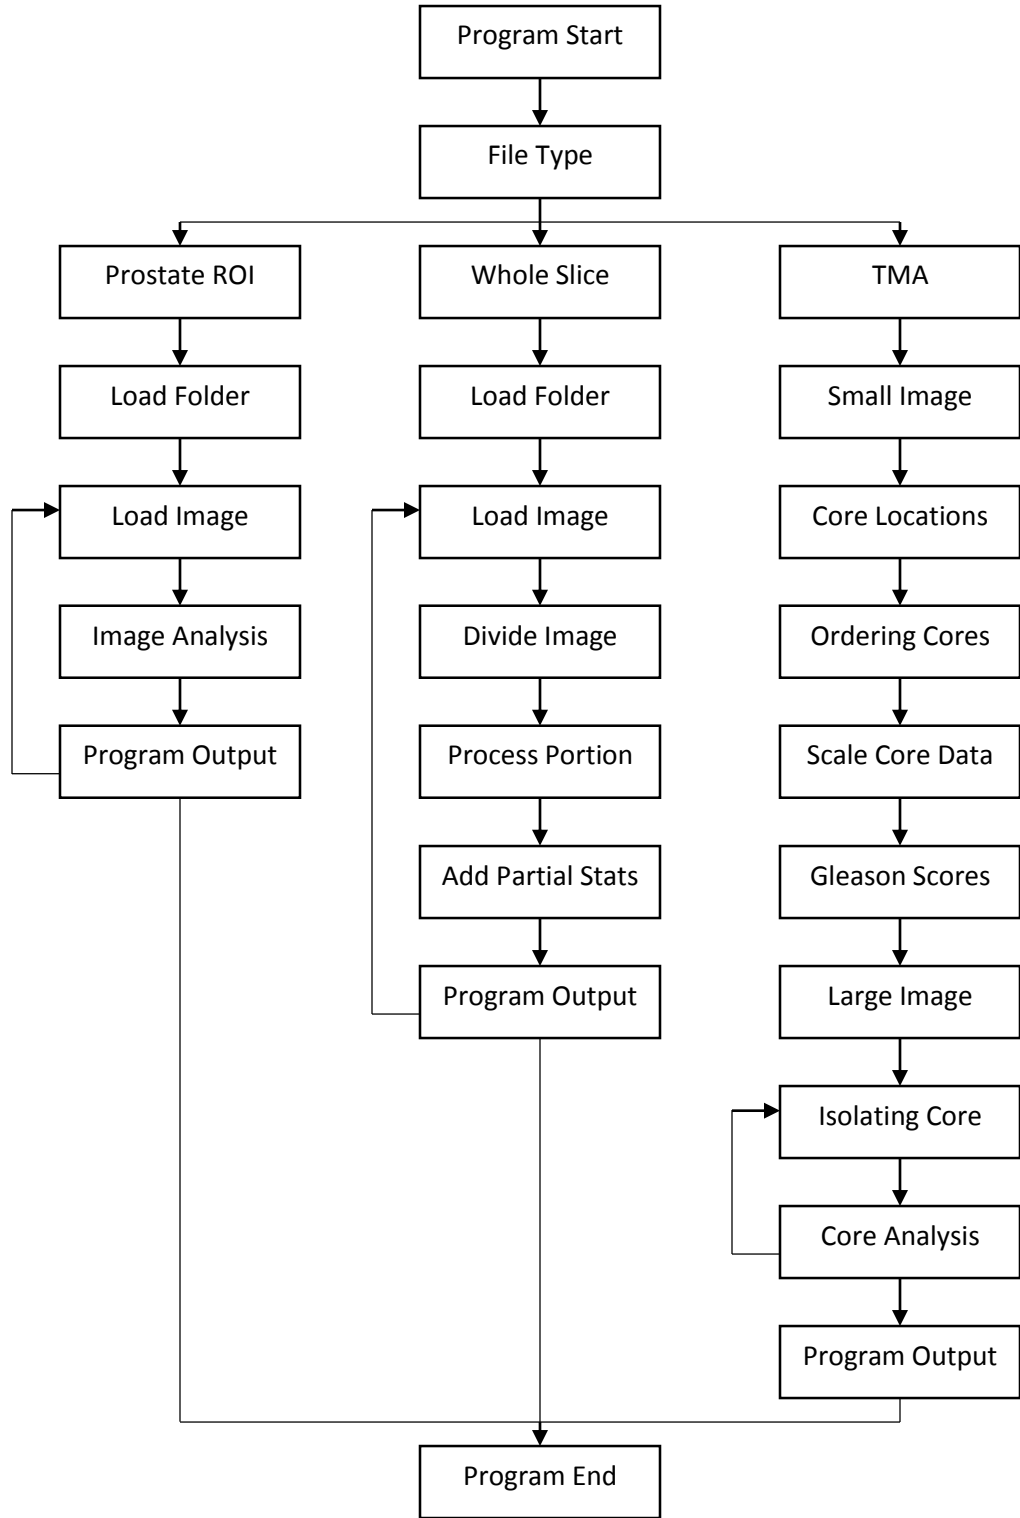 Program Start
File Type
Prostate ROI
Whole Slice
TMA
Load Folder
Load Folder
Small Image
Load Image
Load Image
Core Locations
Image Analysis
Divide Image
Ordering Cores
Program Output
Process Portion
Scale Core Data
Add Partial Stats
Gleason Scores
Program Output
Large Image
Isolating Core
Core Analysis
Program Output
Program End